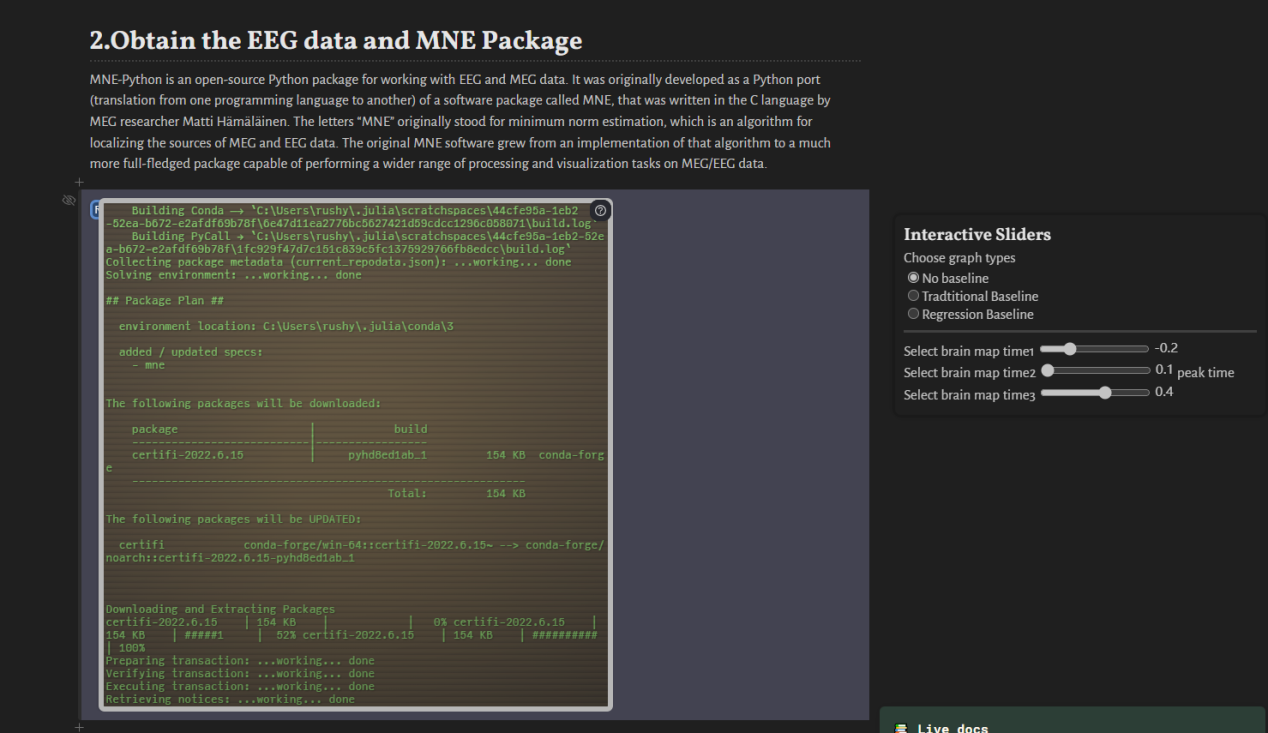 2.Obtain the EEG data and MNE Package
MNE-Python is an open-source Python package for working with EEG and MEG data. It was originally developed as a Python port
(translation from one programming language to another) of a software package called MNE, that was written in the C language by
MEG researcher Matti Hämäläinen. The letters “MNE” originally stood for minimum norm estimation, which is an algorithm for
localizing the sources of MEG and EEG data. The original MNE software grew from an implementation of that algorithm to a much
more full-fledged package capable of performing a wider range of processing and visualization tasks on MEG/EEG data.
Building Conda → `C:\Users\rushy\.julia\scratchspaces\44cfe95a-1eb2
-52ea-b672-e2afdf69b78f\6e47d11ea2776bc5627421d59cdcc1296c058071\build.log`
Building PyCall → `C:\Users\rushy\.julia\scratchspaces\44cfe95a-1eb2-52e
a-b672-e2afdf69b78f\1fc929f47d7c151c839c5fc1375929766fb8edcc\build.log`
Collecting package metadata (current_repodata.json): ...working... done
Solving environment: ...working... done
## Package Plan ##
environment location: C:\Users\rushy\.julia\conda\3
added / updated specs:
- mne
The following packages will be downloaded:
package | build
---------------------------|-----------------
certifi-2022.6.15 | pyhd8ed1ab_1 154 KB conda-forg
e
------------------------------------------------------------
Total: 154 KB
The following packages will be UPDATED:
certifi conda-forge/win-64::certifi-2022.6.15~ --> conda-forge/
noarch::certifi-2022.6.15-pyhd8ed1ab_1
Downloading and Extracting Packages
certifi-2022.6.15 | 154 KB | | 0% certifi-2022.6.15 |
154 KB | #####1 | 52% certifi-2022.6.15 | 154 KB | ##########
| 100%
Preparing transaction: ...working... done
Verifying transaction: ...working... done
Executing transaction: ...working... done
Retrieving notices: ...working... done
Interactive Sliders
Choose graph types
No baseline
Tradtitional Baseline
Regression Baseline
Select brain map time1 -0.2
Select brain map time2 0.1 peak time
Select brain map time3 0.4
Live docs